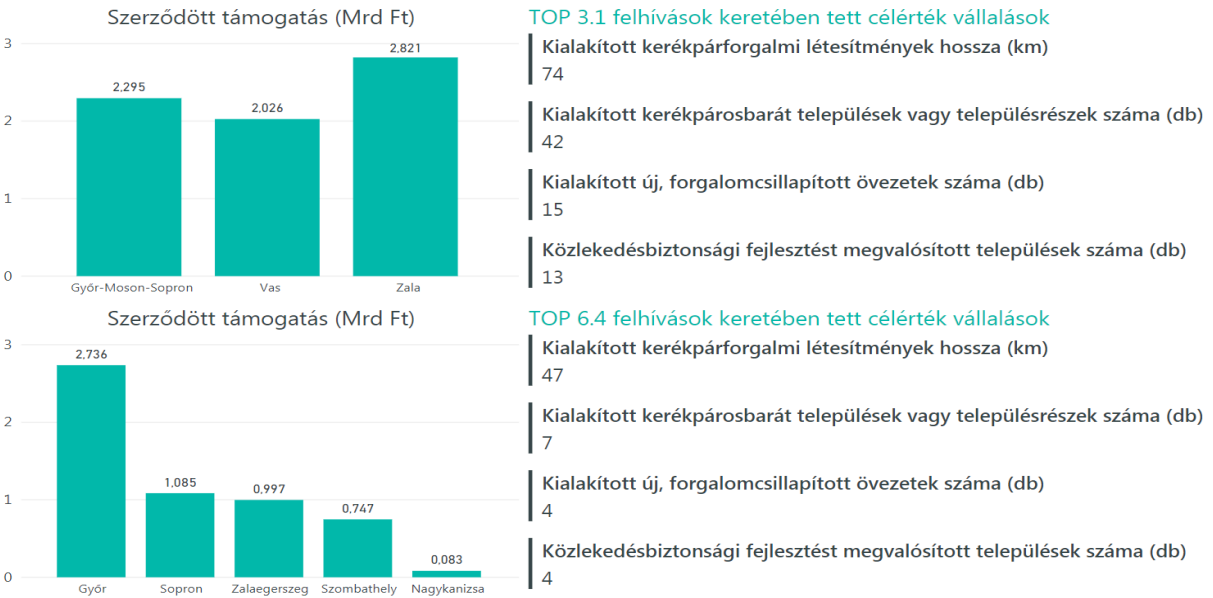 Szerződött támogatás (Mrd Ft)
3
2
1
0
2,295
2,026
2,821
Győr-Moson-Sopron
Vas
Zala
TOP 3.1 felhívások keretében tett célérték vállalások
Kialakított kerékpárforgalmi létesítmények hossza (km)
74
Kialakított kerékpárosbarát települések vagy településrészek száma (db)
42
Kialakított új, forgalomcsillapított övezetek száma (db)
15
Közlekedésbiztonsági fejlesztést megvalósított települések száma (db)
13
Szerződött támogatás (Mrd Ft)
3
2
1
0
2,736
1,085
0,997
0,747
0,083
Győr
Sopron
Zalaegerszeg
Szombathely
Nagykanizsa
TOP 6.4 felhívások keretében tett célérték vállalások
Kialakított kerékpárforgalmi létesítmények hossza (km)
47
Kialakított kerékpárosbarát települések vagy településrészek száma (db)
7
Kialakított új, forgalomcsillapított övezetek száma (db)
4
Közlekedésbiztonsági fejlesztést megvalósított települések száma (db)
4